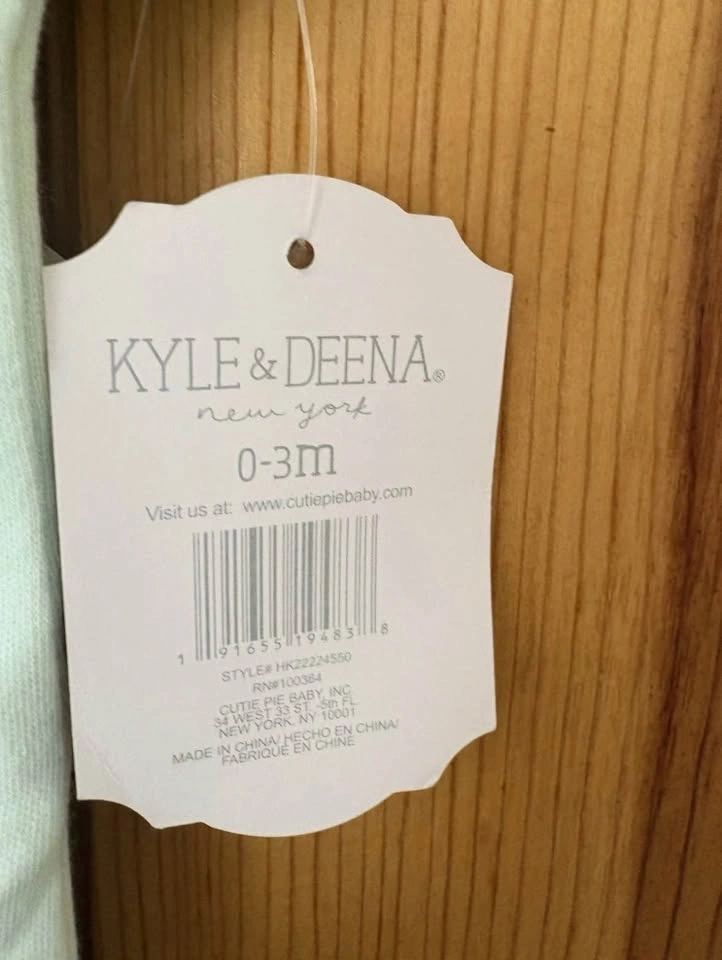 KYLE & DEENA®
new york
0-3m
Visit us at: www.cutiepiebaby.com
1 91655 19483 8
STYLE# HK22224550
RN#100364
CUTIE PIE BABY, INC
34 WEST 33 ST. -5th FL.
NEW YORK, NY 10001
MADE IN CHINA/ HECHO EN CHINA/
FABRIQUÉ EN CHINE